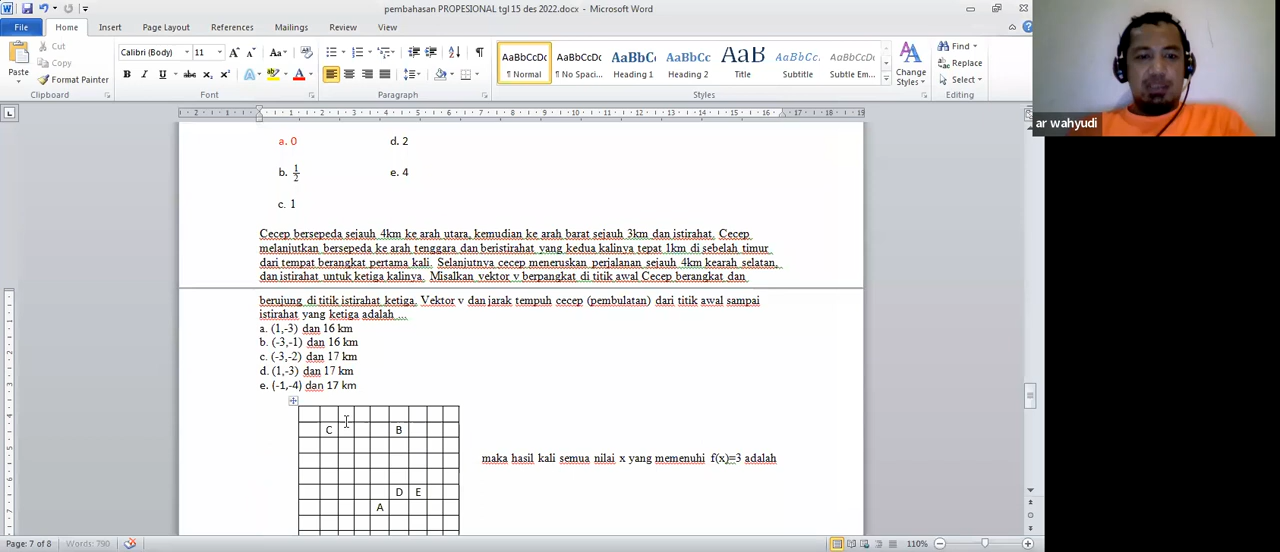 pembahasan PROPESIONAL tgl 15 des 2022.docx - Microsoft Word
File Home Insert Page Layout References Mailings Review View
Cut
Copy
Format Painter
Paste
Clipboard
Calibri (Body) 11
Font
Paragraph
AaBbCcDc AaBbCcDc AaBbCc AaBbCc AaB AaBbCc. AaBbCcDc
¶ Normal ¶ No Spaci... Heading 1 Heading 2 Title Subtitle Subtle Em...
Styles
Change Styles
Find
Replace
Select
Editing
ar wahyudi
a. 0 d. 2
b. 1/2 e. 4
c. 1
Cecep bersepeda sejauh 4km ke arah utara, kemudian ke arah barat sejauh 3km dan istirahat. Cecep
melanjutkan bersepeda ke arah tenggara dan beristirahat yang kedua kalinya tepat 1km di sebelah timur
dari tempat berangkat pertama kali. Selanjutnya cecep meneruskan perjalanan sejauh 4km kearah selatan,
dan istirahat untuk ketiga kalinya. Misalkan vektor v berpangkat di titik awal Cecep berangkat dan
berujung di titik istirahat ketiga. Vektor v dan jarak tempuh cecep (pembulatan) dari titik awal sampai
istirahat yang ketiga adalah ...
a. (1,-3) dan 16 km
b. (-3,-1) dan 16 km
c. (-3,-2) dan 17 km
d. (1,-3) dan 17 km
e. (-1,-4) dan 17 km
C B
maka hasil kali semua nilai x yang memenuhi f(x)=3 adalah
D E
A
Page: 7 of 8 Words: 790 110%